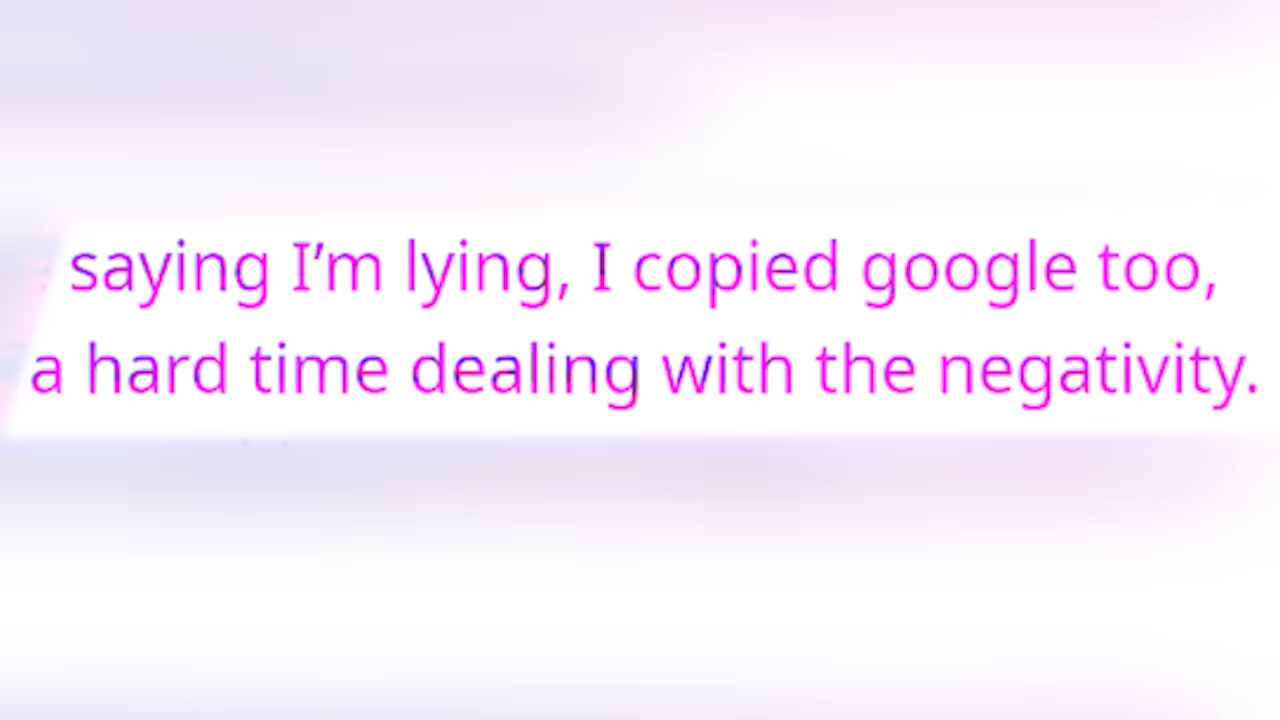 saying I’m lying, I copied google too,
a hard time dealing with the negativity.